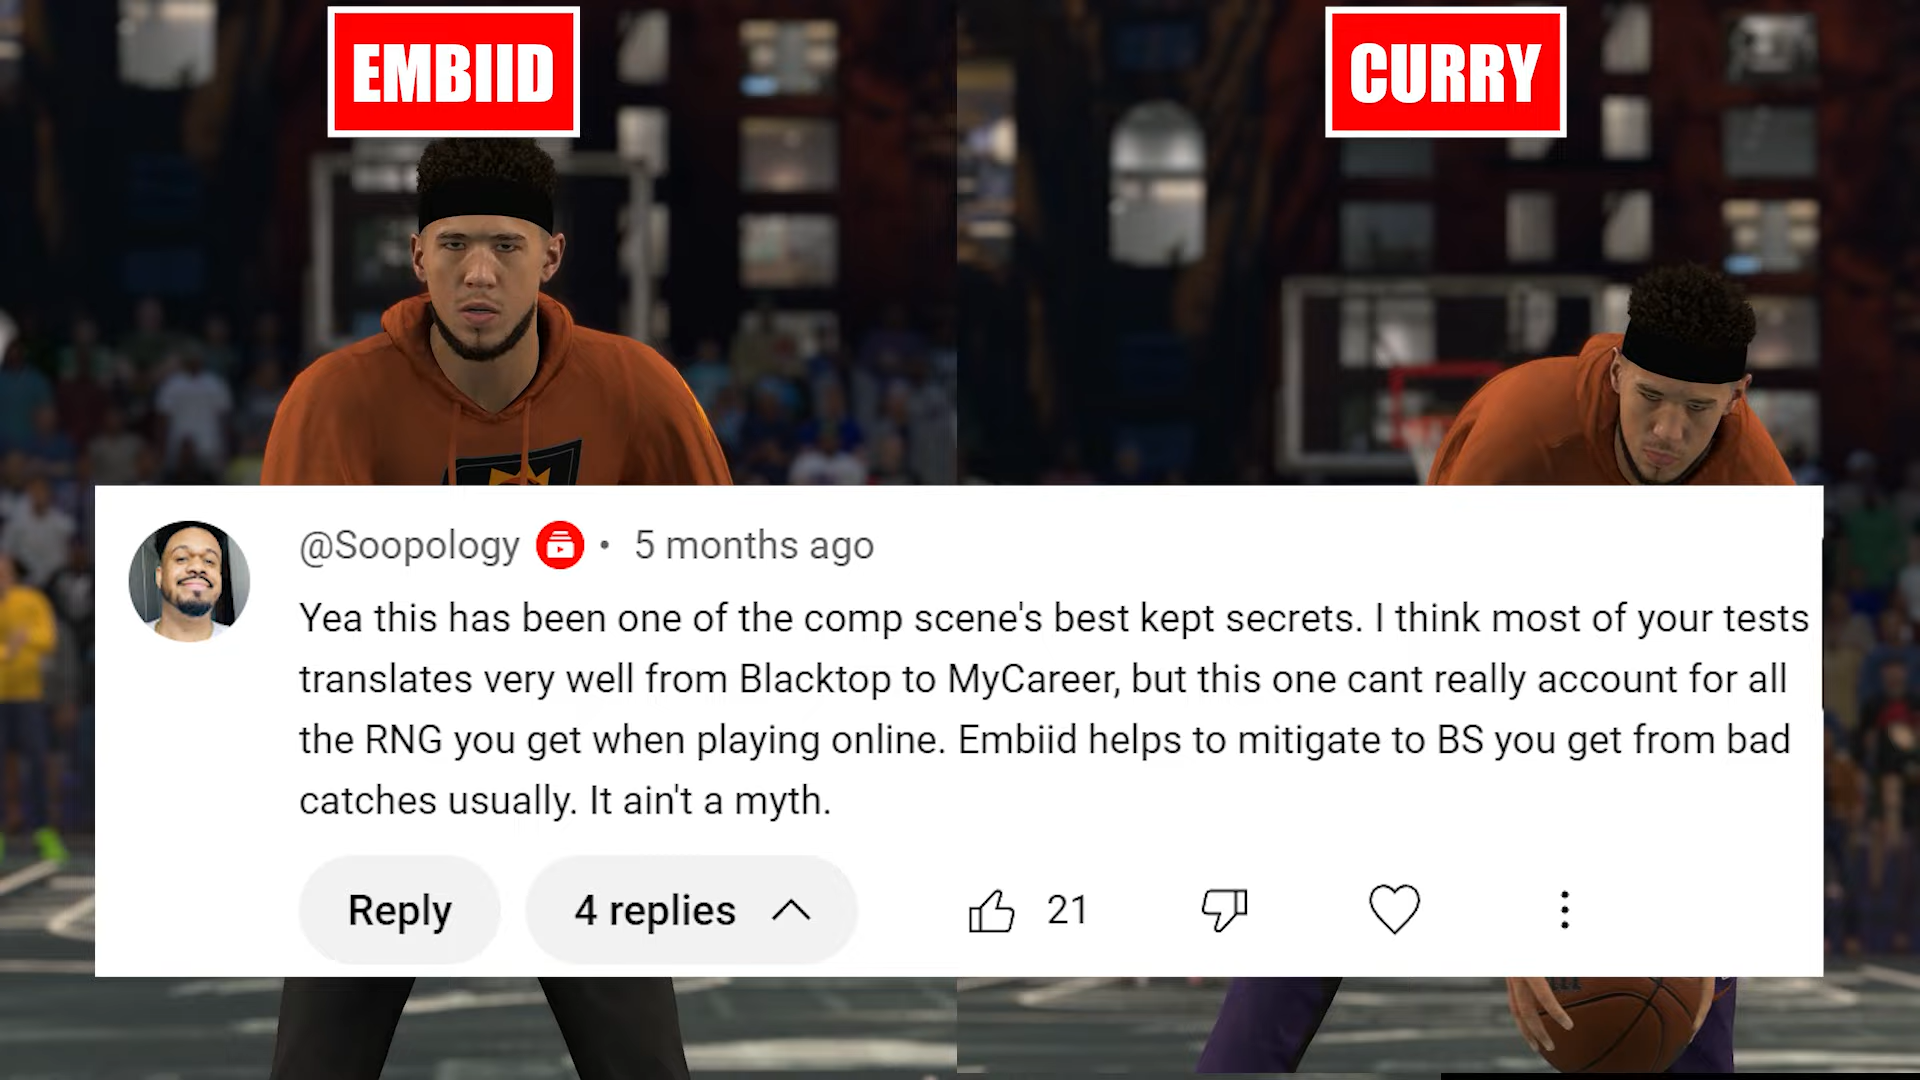 EMBIID
CURRY
@Soopology • 5 months ago
Yea this has been one of the comp scene's best kept secrets. I think most of your tests
translates very well from Blacktop to MyCareer, but this one cant really account for all
the RNG you get when playing online. Embiid helps to mitigate to BS you get from bad
catches usually. It ain't a myth.
Reply
4 replies
21